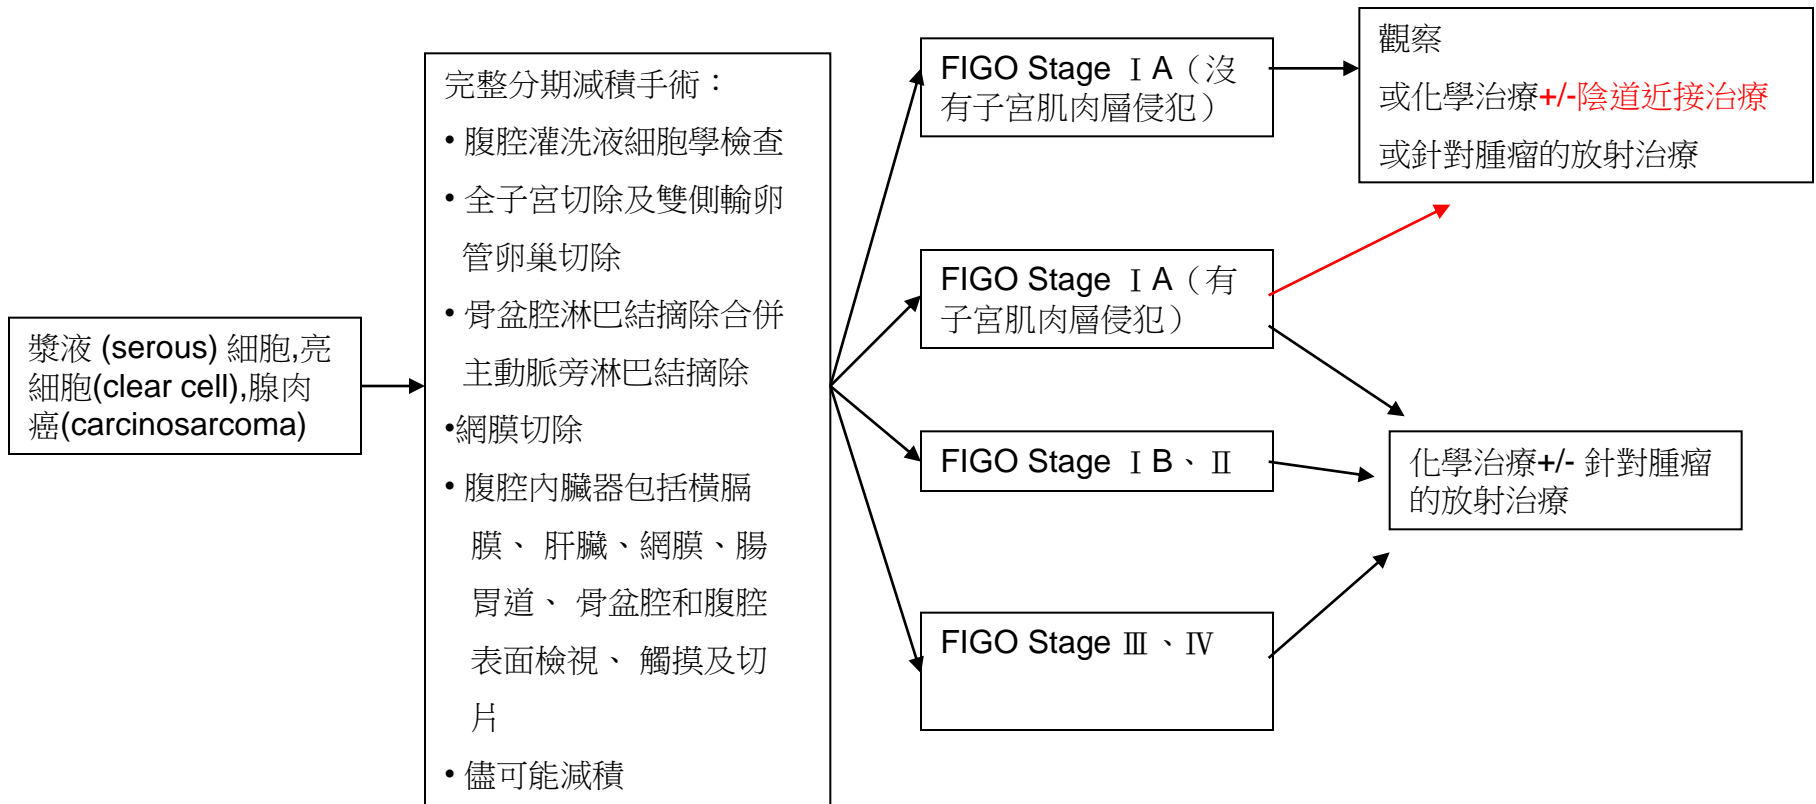 漿液 (serous) 細胞,亮
細胞(clear cell),腺肉
癌(carcinosarcoma)
完整分期減積手術：
• 腹腔灌洗液細胞學檢查
• 全子宮切除及雙側輸卵
管卵巢切除
• 骨盆腔淋巴結摘除合併
主動脈旁淋巴結摘除
•網膜切除
• 腹腔內臟器包括橫膈
膜、 肝臟、網膜、腸
胃道、 骨盆腔和腹腔
表面檢視、 觸摸及切
片
• 儘可能減積
FIGO Stage ⅠA（沒
有子宮肌肉層侵犯）
FIGO Stage ⅠA（有
子宮肌肉層侵犯）
FIGO Stage ⅠB、Ⅱ
FIGO Stage Ⅲ、Ⅳ
觀察
或化學治療+/-陰道近接治療
或針對腫瘤的放射治療
化學治療+/- 針對腫瘤
的放射治療